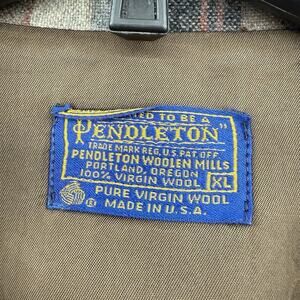 TED TO BE A
PENDLETON"
TRADE MARK REG. U.S. PAT. OFF.
PENDLETON WOOLEN MILLS
PORTLAND, OREGON
100% VIRGIN WOOL XL
® PURE VIRGIN WOOL
MADE IN U.S.A.